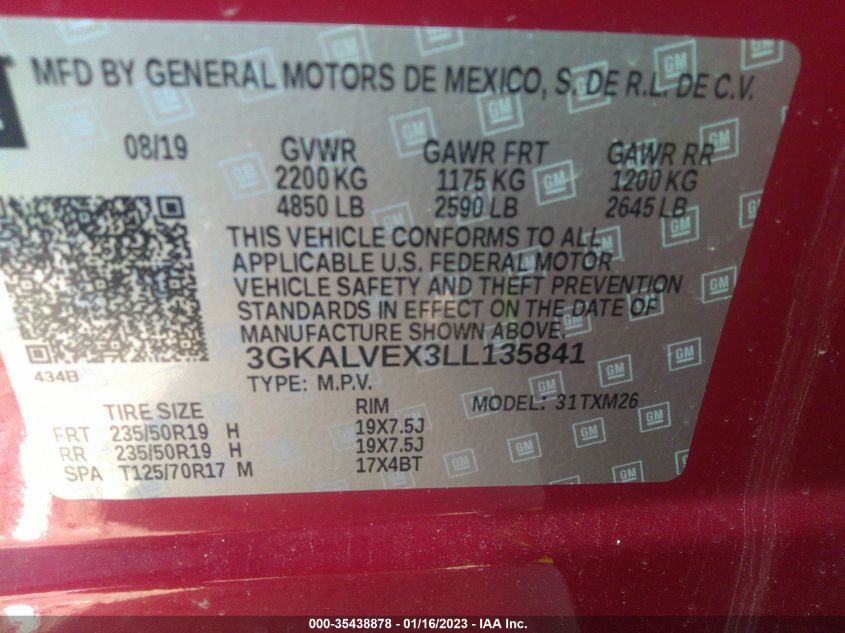 MFD BY GENERAL MOTORS DE MEXICO, S. DE R.L. DE C.V.
08/19 GVWR GAWR FRT GAWR RR
2200 KG 1175 KG 1200 KG
4850 LB 2590 LB 2645 LB
THIS VEHICLE CONFORMS TO ALL
APPLICABLE U.S. FEDERAL MOTOR
VEHICLE SAFETY AND THEFT PREVENTION
STANDARDS IN EFFECT ON THE DATE OF
MANUFACTURE SHOWN ABOVE.
3GKALVEX3LL135841
434B TYPE: M.P.V.
TIRE SIZE RIM MODEL: 31TXM26
FRT 235/50R19 H 19X7.5J
RR 235/50R19 H 19X7.5J
SPA T125/70R17 M 17X4BT
GM
000-35438878 - 01/16/2023 - IAA Inc.